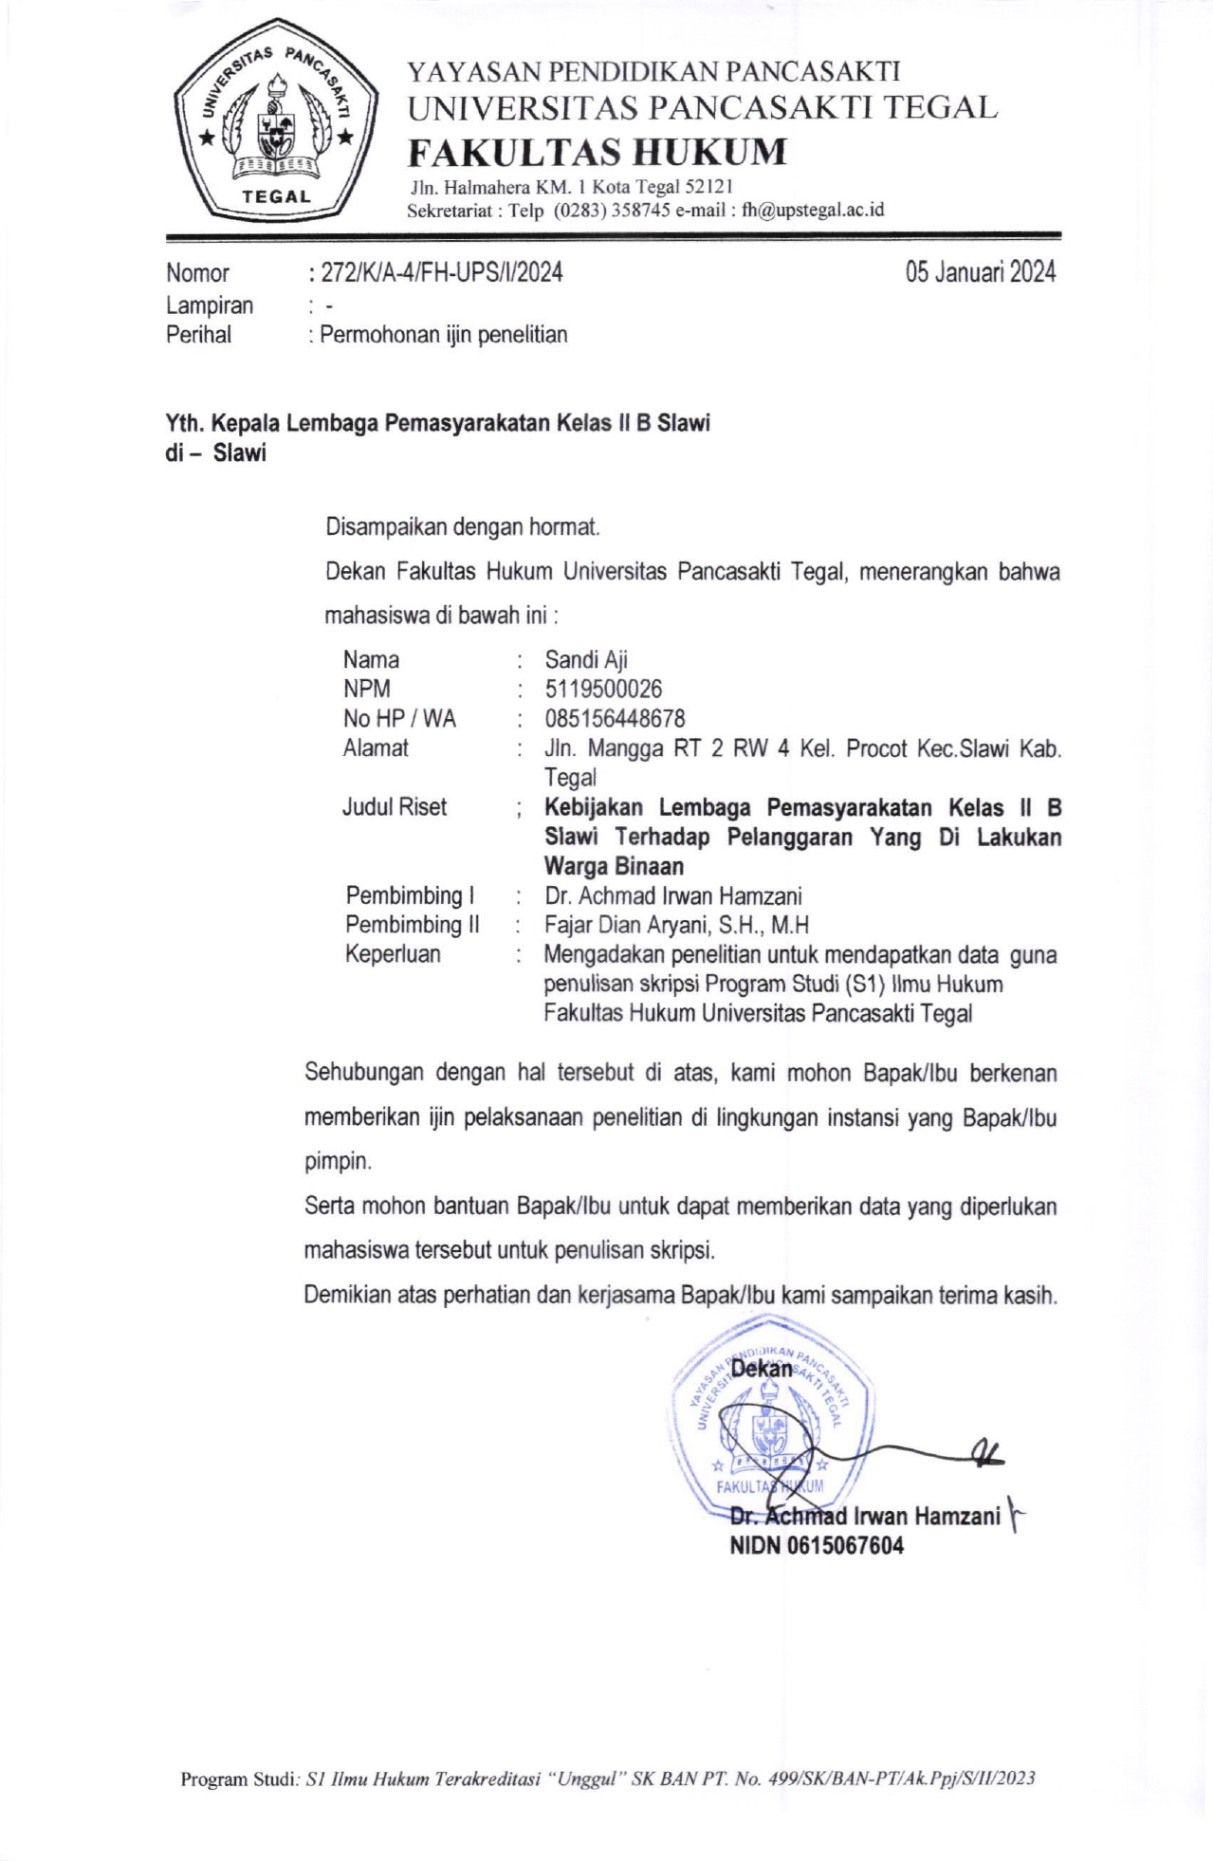 UNIVERSITAS PANCASAKTI
TEGAL
YAYASAN PENDIDIKAN PANCASAKTI
UNIVERSITAS PANCASAKTI TEGAL
FAKULTAS HUKUM
Jln. Halmahera KM. 1 Kota Tegal 52121
Sekretariat : Telp (0283) 358745 e-mail : fh@upstegal.ac.id
Nomor : 272/K/A-4/FH-UPS/I/2024 05 Januari 2024
Lampiran : -
Perihal : Permohonan ijin penelitian
Yth. Kepala Lembaga Pemasyarakatan Kelas II B Slawi
di – Slawi
Disampaikan dengan hormat.
Dekan Fakultas Hukum Universitas Pancasakti Tegal, menerangkan bahwa
mahasiswa di bawah ini :
Nama : Sandi Aji
NPM : 5119500026
No HP / WA : 085156448678
Alamat : Jln. Mangga RT 2 RW 4 Kel. Procot Kec.Slawi Kab.
Tegal
Judul Riset ; Kebijakan Lembaga Pemasyarakatan Kelas II B
Slawi Terhadap Pelanggaran Yang Di Lakukan
Warga Binaan
Pembimbing I : Dr. Achmad Irwan Hamzani
Pembimbing II : Fajar Dian Aryani, S.H., M.H
Keperluan : Mengadakan penelitian untuk mendapatkan data guna
penulisan skripsi Program Studi (S1) Ilmu Hukum
Fakultas Hukum Universitas Pancasakti Tegal
Sehubungan dengan hal tersebut di atas, kami mohon Bapak/Ibu berkenan
memberikan ijin pelaksanaan penelitian di lingkungan instansi yang Bapak/Ibu
pimpin.
Serta mohon bantuan Bapak/Ibu untuk dapat memberikan data yang diperlukan
mahasiswa tersebut untuk penulisan skripsi.
Demikian atas perhatian dan kerjasama Bapak/Ibu kami sampaikan terima kasih.
Dekan
YAYASAN PENDIDIKAN PANCASAKTI
UNIVERSITAS PANCASAKTI TEGAL
FAKULTAS HUKUM
Dr. Achmad Irwan Hamzani
NIDN 0615067604
Program Studi: S1 Ilmu Hukum Terakreditasi “Unggul” SK BAN PT. No. 499/SK/BAN-PT/Ak.Ppj/S/II/2023